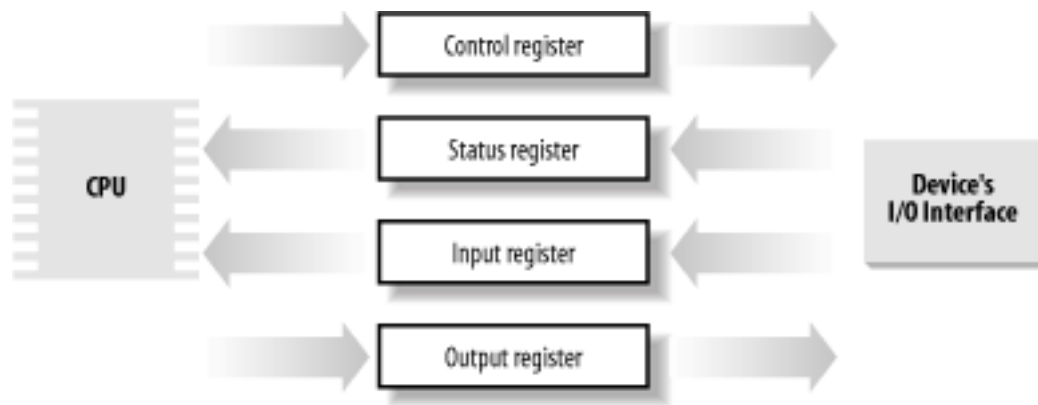 Control register
Status register
CPU
Device's
I/O Interface
Input register
Output register